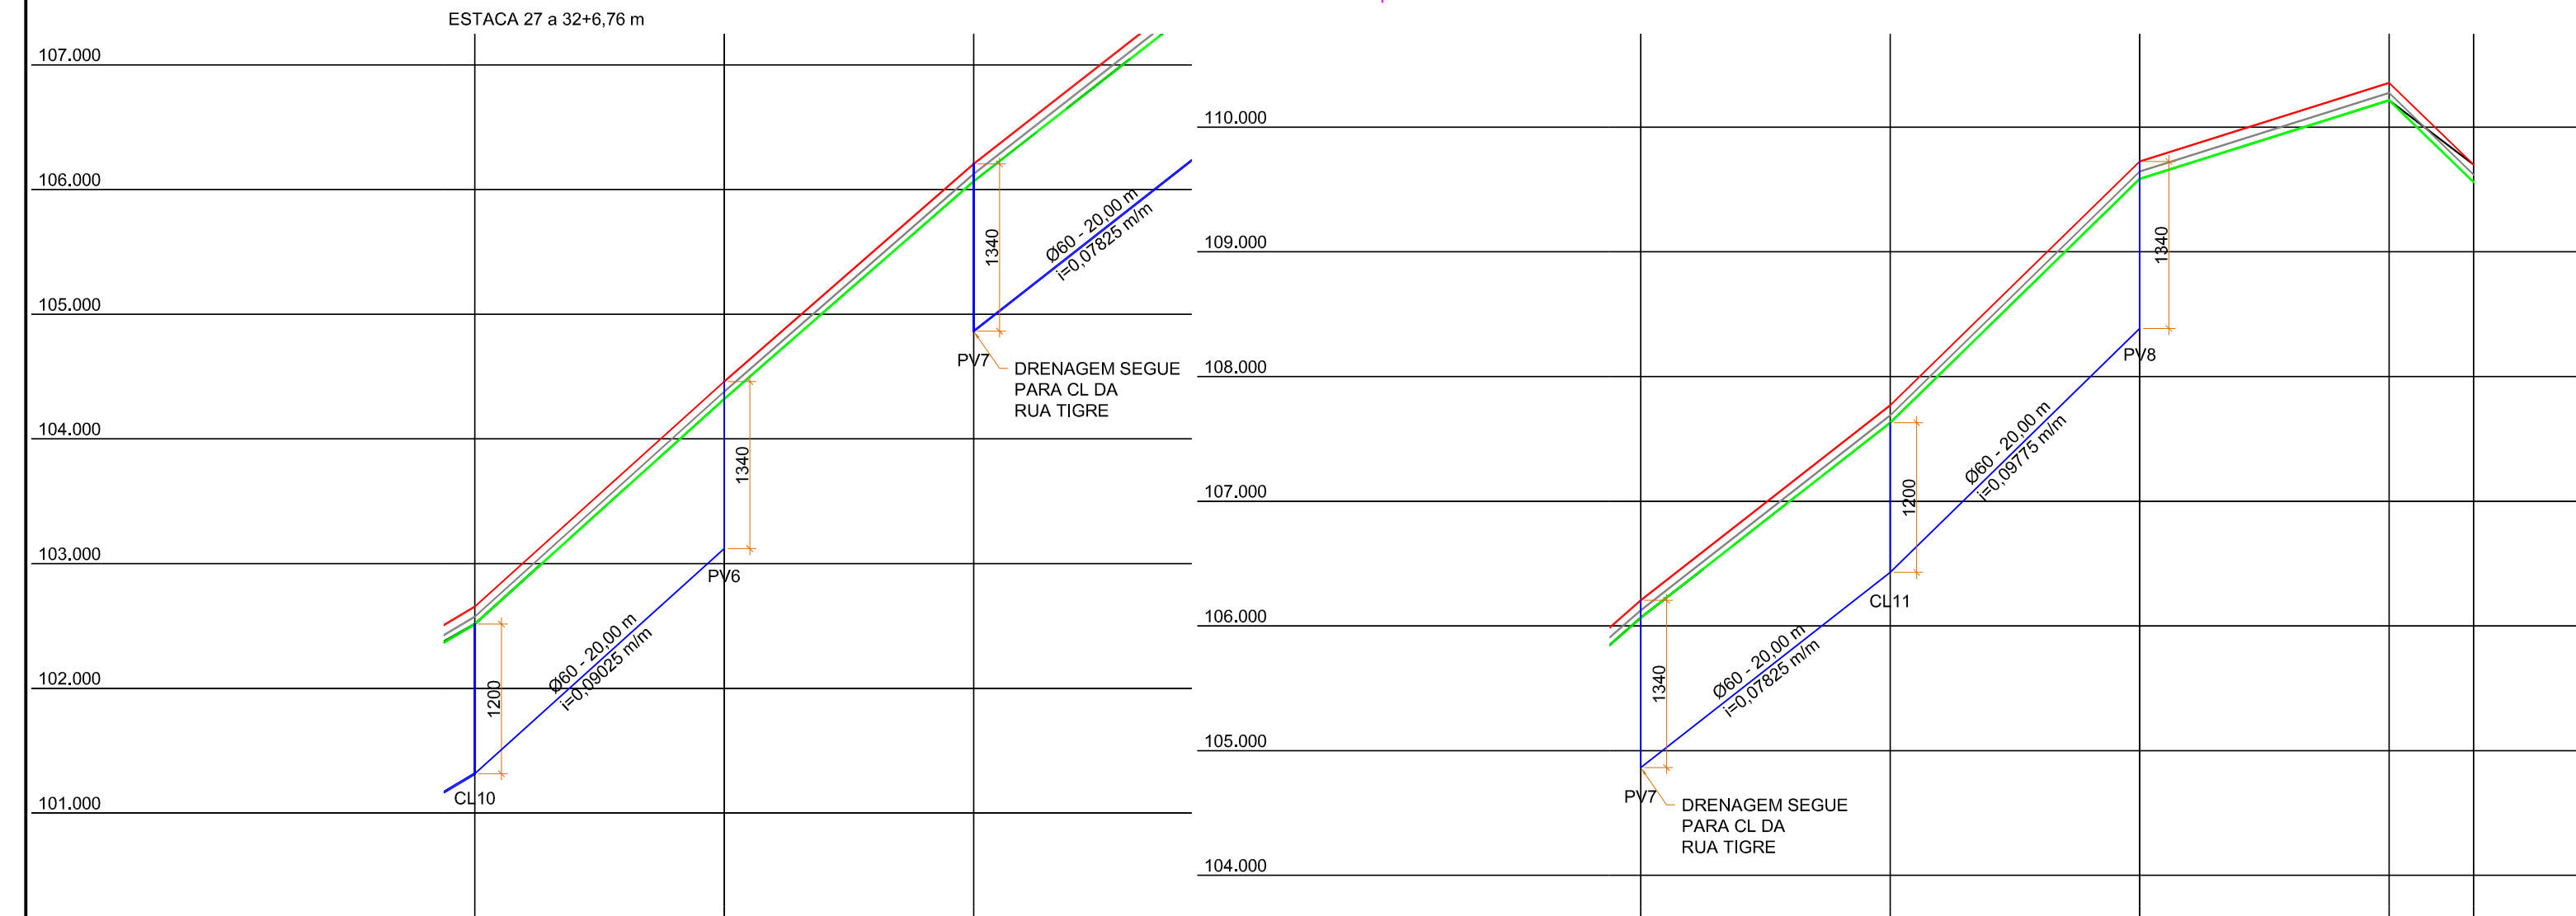 ESTACA 27 a 32+6,76 m
107.000
106.000
105.000
104.000
103.000
102.000
101.000
1200
CL10
Ø60 - 20,00 m
i=0,09025 m/m
1340
PV6
1340
PV7
DRENAGEM SEGUE
PARA CL DA
RUA TIGRE
Ø60 - 20,00 m
i=0,07825 m/m
110.000
109.000
108.000
107.000
106.000
105.000
104.000
1340
PV7
DRENAGEM SEGUE
PARA CL DA
RUA TIGRE
Ø60 - 20,00 m
i=0,07825 m/m
1200
CL11
Ø60 - 20,00 m
i=0,09775 m/m
1340
PV8